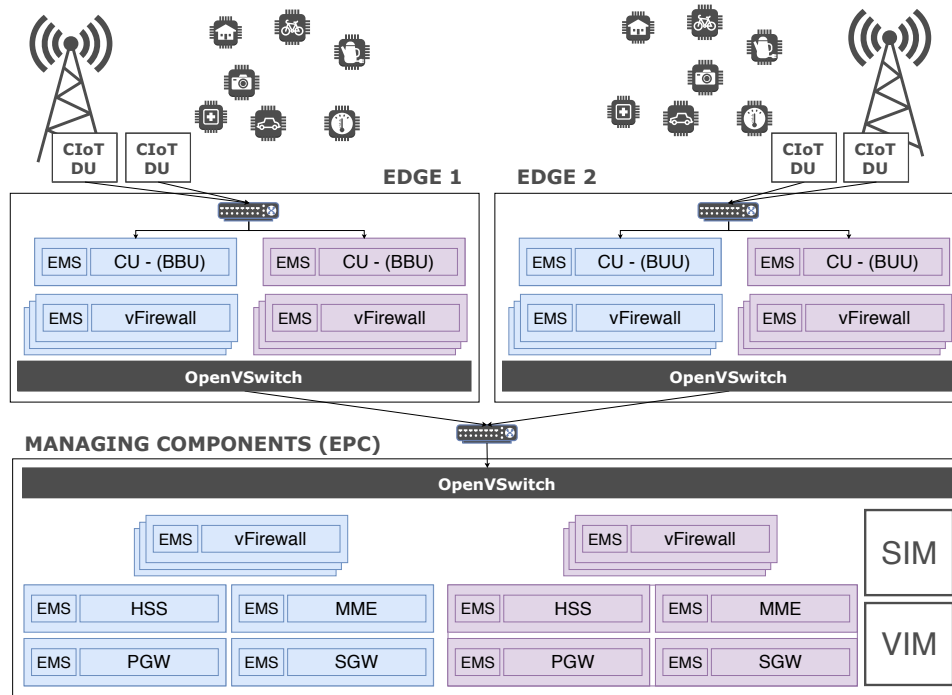 CIoT
DU
CIoT
DU
CIoT
DU
CIoT
DU
EDGE 1
EDGE 2
EMS
CU - (BBU)
EMS
CU - (BBU)
EMS
CU - (BUU)
EMS
CU - (BUU)
EMS
vFirewall
EMS
vFirewall
EMS
vFirewall
EMS
vFirewall
OpenVSwitch
OpenVSwitch
MANAGING COMPONENTS (EPC)
OpenVSwitch
EMS
vFirewall
EMS
vFirewall
SIM
EMS
HSS
EMS
MME
EMS
HSS
EMS
MME
EMS
PGW
EMS
SGW
EMS
PGW
EMS
SGW
VIM